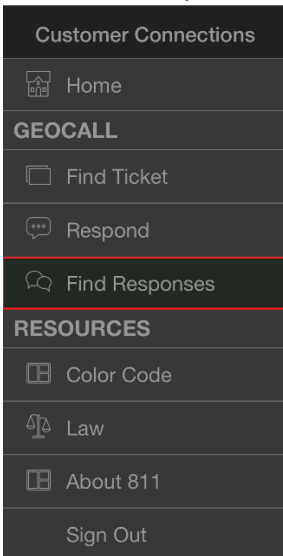 Customer Connections
Home
GEOCALL
Find Ticket
Respond
Find Responses
RESOURCES
Color Code
Law
About 811
Sign Out